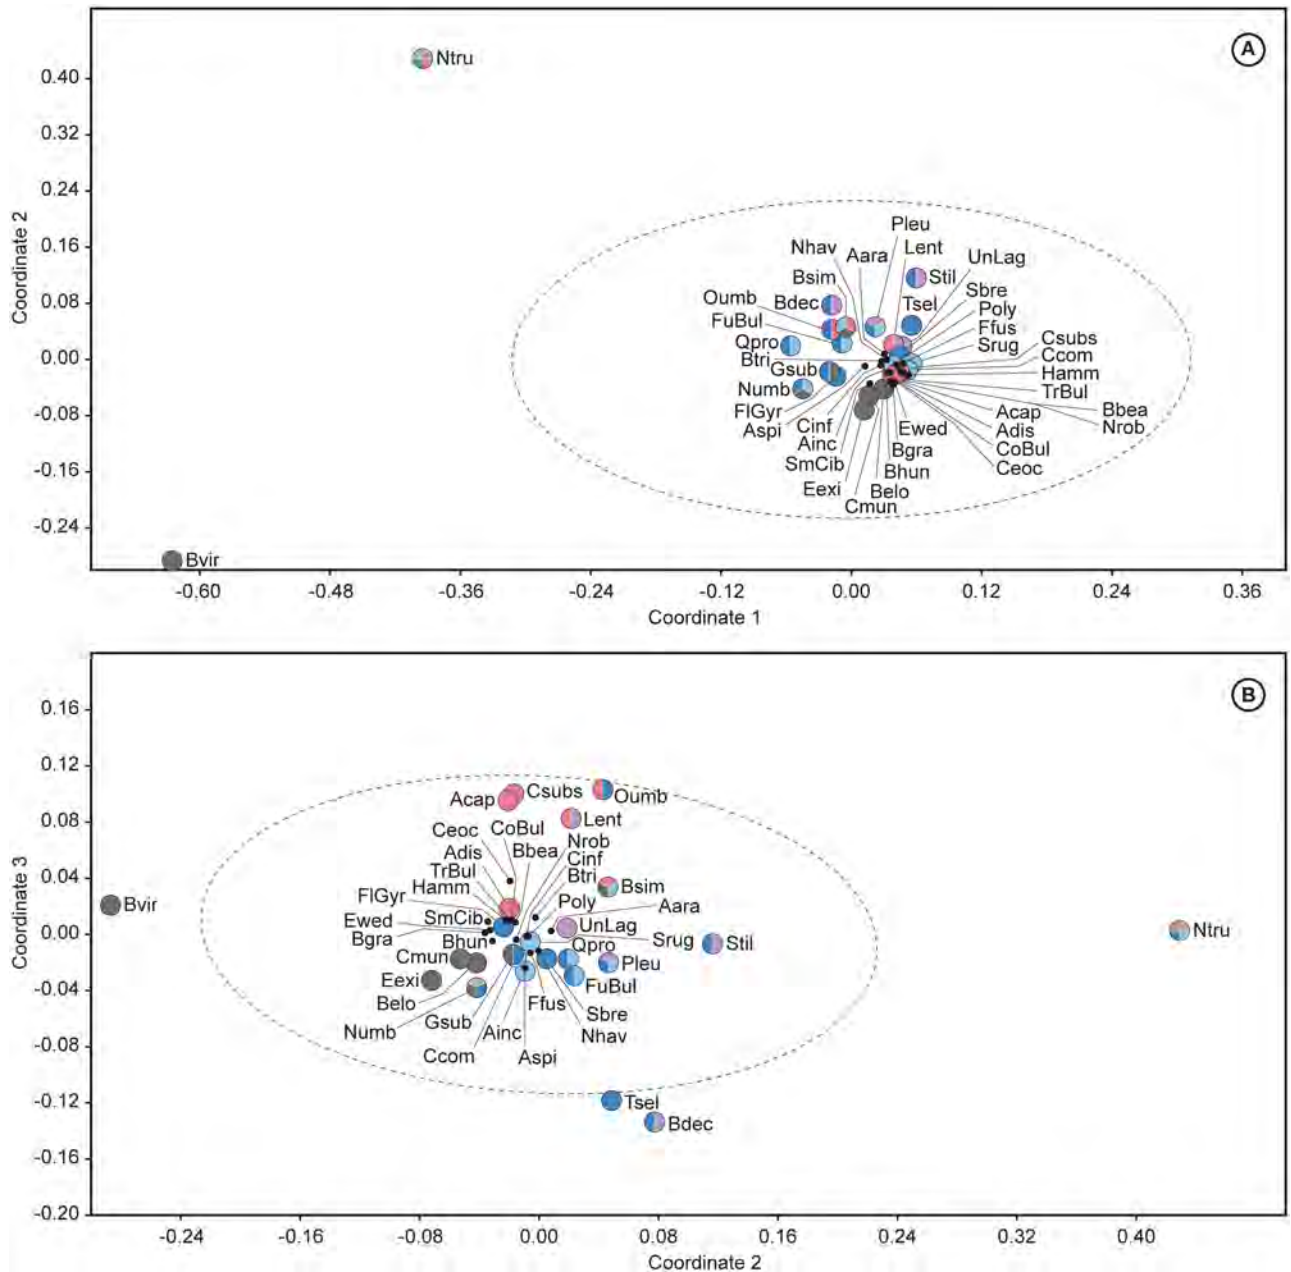 A
Ntru
0.40
0.32
0.24
0.16
0.08
0.00
-0.08
-0.16
-0.24
Coordinate 2
Pleu
Nhav
Aara
Lent
UnLag
Bsim
Stil
Oumb
Bdec
Tsel
Sbre
FuBul
Poly
Ffus
Qpro
Srug
Csubs
Btri
Ccom
Gsub
Hamm
Numb
TrBul
FlGyr
Acap
Bbea
Aspi
Cinf
Ewed
Adis
Nrob
Ainc
Bgra
CoBul
SmCib
Bhun
Ceoc
Eexi
Belo
Cmun
Bvir
-0.60
-0.48
-0.36
-0.24
-0.12
0.00
0.12
0.24
0.36
Coordinate 1
B
0.16
0.12
0.08
0.04
0.00
-0.04
-0.08
-0.12
-0.16
-0.20
Coordinate 3
Acap
Csubs
Oumb
Lent
Ceoc
CoBul
Nrob
Adis
Bbea
Cinf
TrBul
Btri
Bsim
Hamm
FlGyr
Poly
Aara
Bvir
Ewed
SmCib
UnLag
Ntru
Bgra
Bhun
Qpro
Srug
Stil
Cmun
Pleu
Eexi
FuBul
Belo
Ffus
Sbre
Numb
Gsub
Ainc
Nhav
Ccom
Aspi
Tsel
Bdec
-0.24
-0.16
-0.08
0.00
0.08
0.16
0.24
0.32
0.40
Coordinate 2